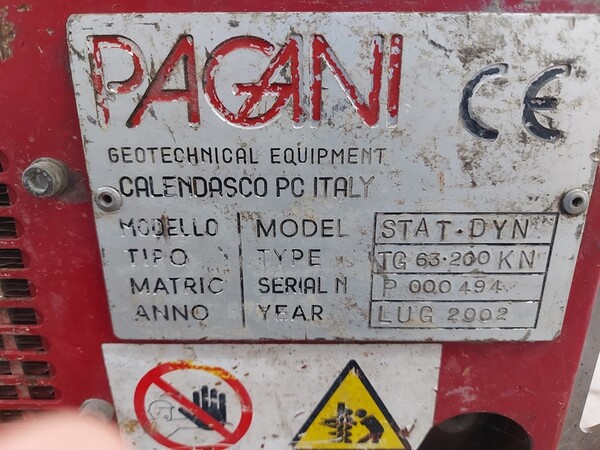 PAGANI CE
GEOTECHNICAL EQUIPMENT
CALENDASCO PC ITALY
MODELLO MODEL STAT·DYN
TIPO TYPE TG 63·200 KN
MATRIC SERIAL N P 000494
ANNO YEAR LUG 2002